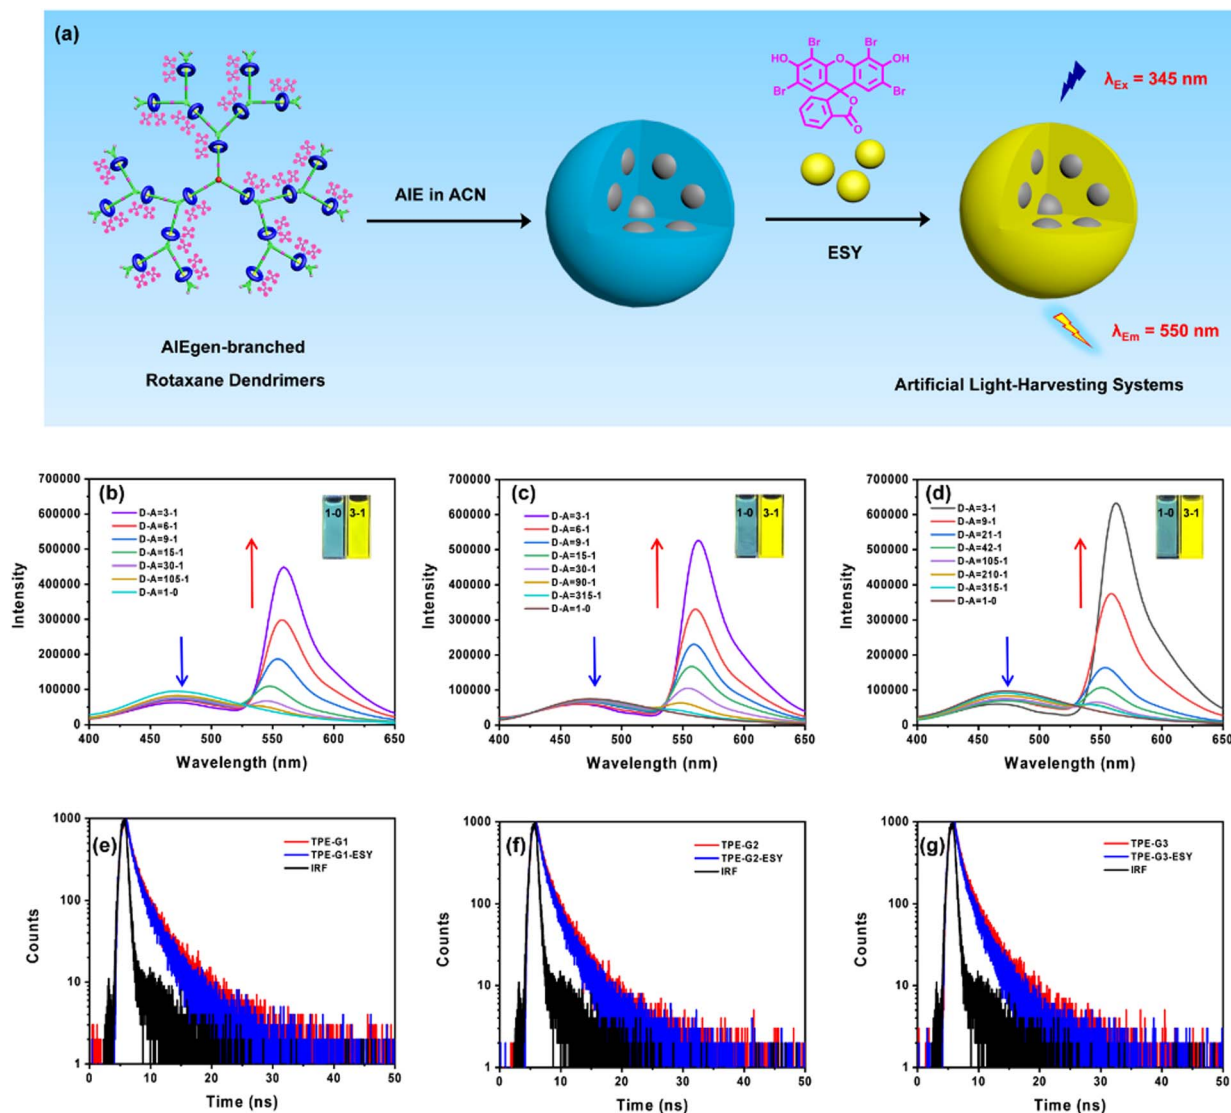 (a)
Br
O
Br
HO
OH
Br
Br
O
O
λEx = 345 nm
AIE in ACN
ESY
λEm = 550 nm
AIEgen-branched
Rotaxane Dendrimers
Artificial Light-Harvesting Systems
(b)
Intensity
700000
600000
500000
400000
300000
200000
100000
0
D-A=3-1
D-A=6-1
D-A=9-1
D-A=15-1
D-A=30-1
D-A=105-1
D-A=1-0
1-0 3-1
400 450 500 550 600 650
Wavelength (nm)
(c)
Intensity
700000
600000
500000
400000
300000
200000
100000
0
D-A=3-1
D-A=6-1
D-A=9-1
D-A=15-1
D-A=30-1
D-A=90-1
D-A=315-1
D-A=1-0
1-0 3-1
400 450 500 550 600 650
Wavelength (nm)
(d)
Intensity
700000
600000
500000
400000
300000
200000
100000
0
D-A=3-1
D-A=9-1
D-A=21-1
D-A=42-1
D-A=105-1
D-A=210-1
D-A=315-1
D-A=1-0
1-0 3-1
400 450 500 550 600 650
Wavelength (nm)
(e)
Counts
1000
100
10
1
TPE-G1
TPE-G1-ESY
IRF
0 10 20 30 40 50
Time (ns)
(f)
Counts
1000
100
10
1
TPE-G2
TPE-G2-ESY
IRF
0 10 20 30 40 50
Time (ns)
(g)
Counts
1000
100
10
1
TPE-G3
TPE-G3-ESY
IRF
0 10 20 30 40 50
Time (ns)